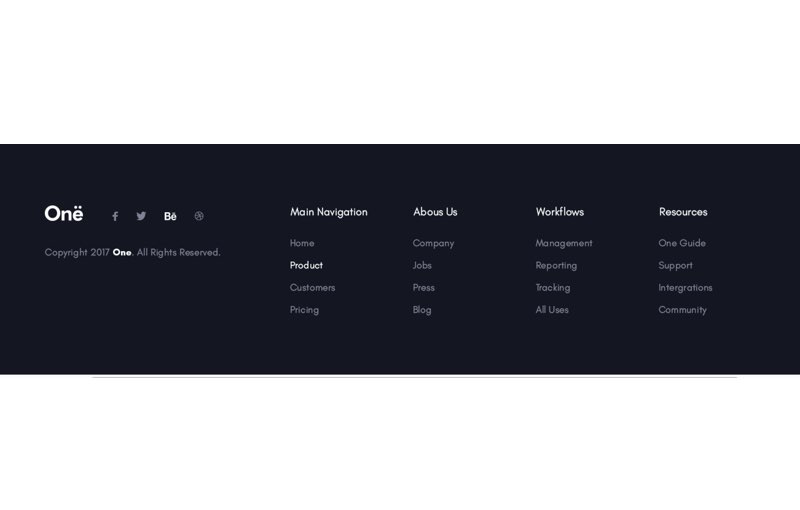 Onë Bē
Copyright 2017 One. All Rights Reserved.
Main Navigation
Home
Product
Customers
Pricing
Abous Us
Company
Jobs
Press
Blog
Workflows
Management
Reporting
Tracking
All Uses
Resources
One Guide
Support
Intergrations
Community